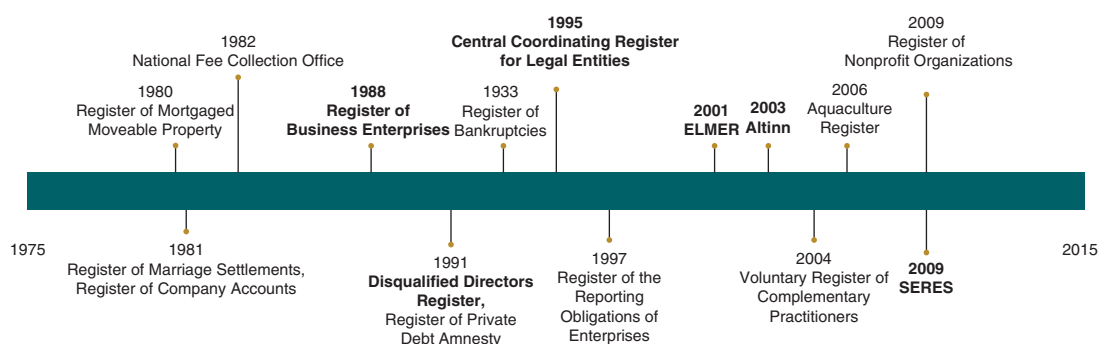 1982
National Fee Collection Office
1995
Central Coordinating Register
for Legal Entities
2009
Register of
Nonprofit Organizations
1980
Register of Mortgaged
Moveable Property
1988
Register of
Business Enterprises
1933
Register of
Bankruptcies
2001
ELMER
2003
Altinn
2006
Aquaculture
Register
1975
2015
1981
Register of Marriage Settlements,
Register of Company Accounts
1991
Disqualified Directors
Register,
Register of Private
Debt Amnesty
1997
Register of the
Reporting
Obligations of
Enterprises
2004
Voluntary Register of
Complementary
Practitioners
2009
SERES